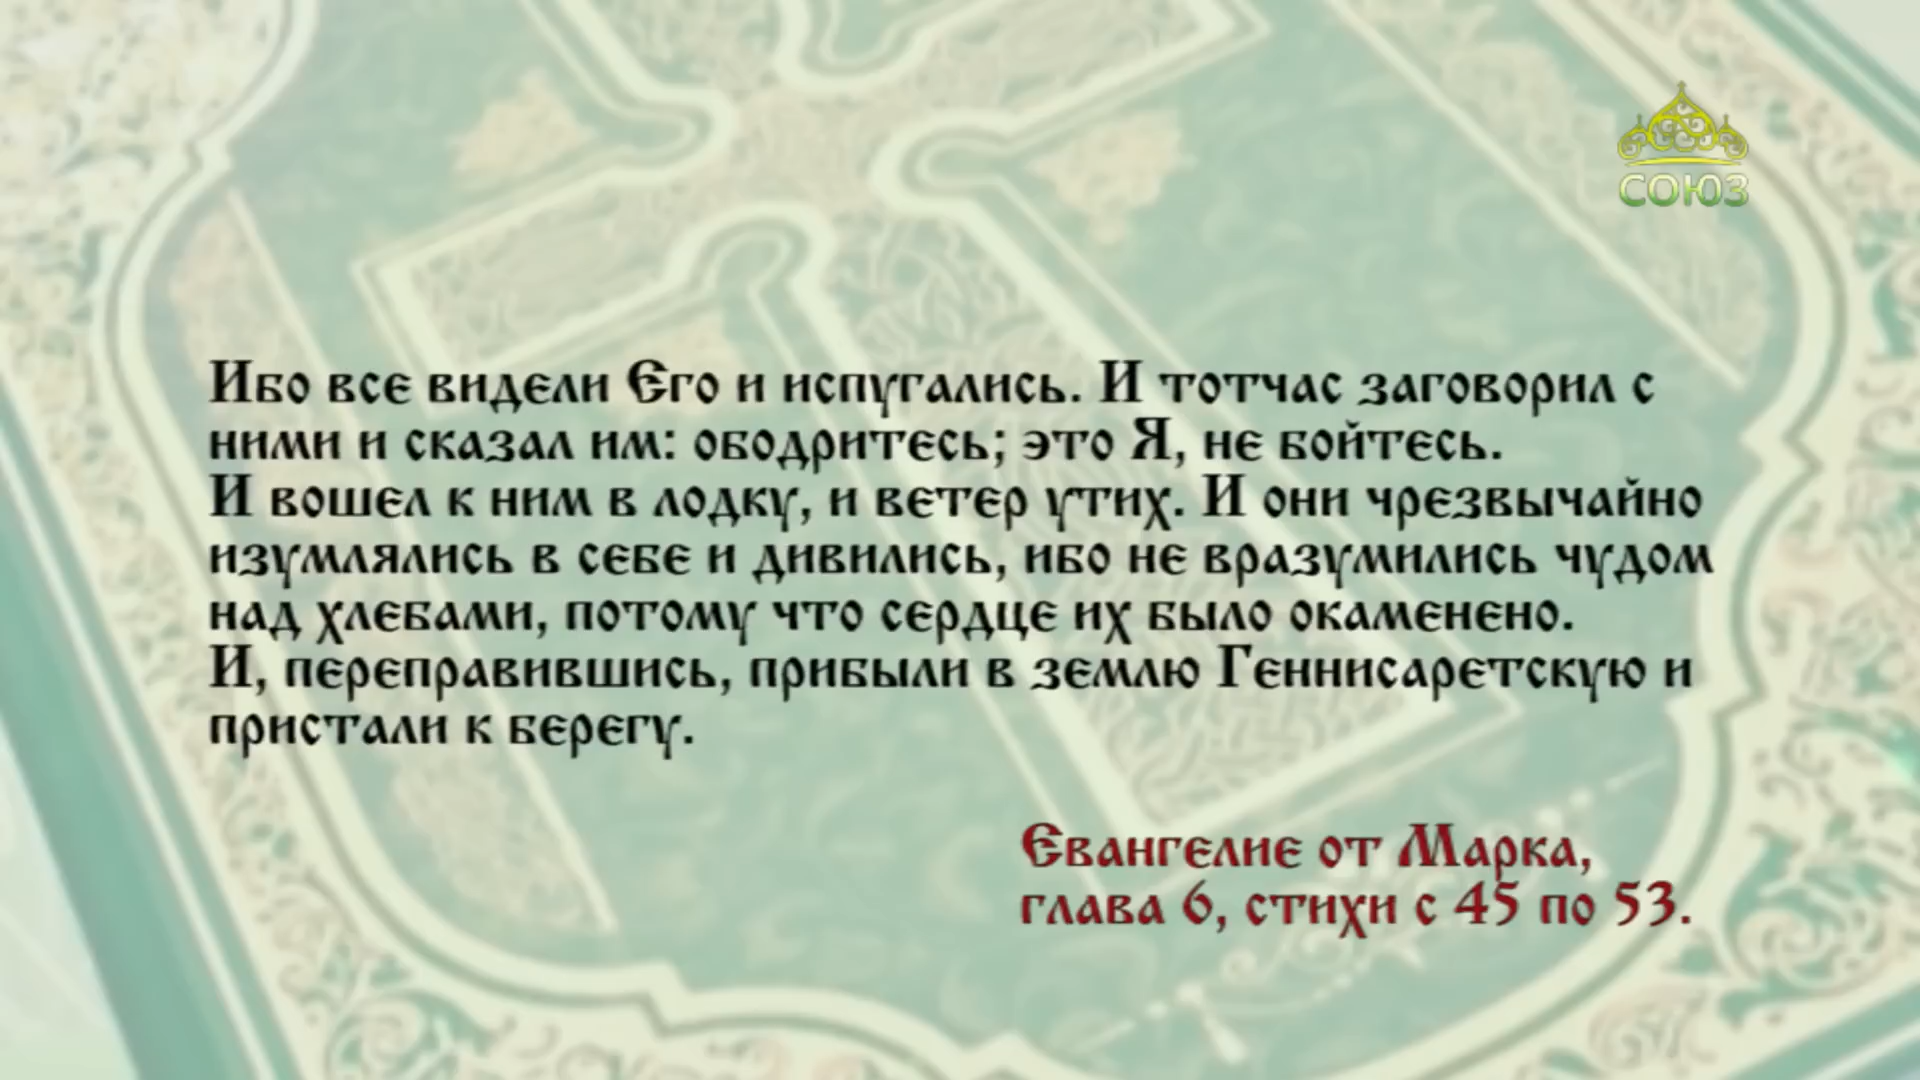 СОЮЗ
Ибо все видели Его и испугались. И тотчас заговорил с
ними и сказал им: ободритесь; это Я, не бойтесь.
И вошел к ним в лодку, и ветер утих. И они чрезвычайно
изумлялись в себе и дивились, ибо не вразумились чудом
над хлебами, потому что сердце их было окаменено.
И, переправившись, прибыли в землю Геннисаретскую и
пристали к берегу.
Евангелие от Марка,
глава 6, стихи с 45 по 53.